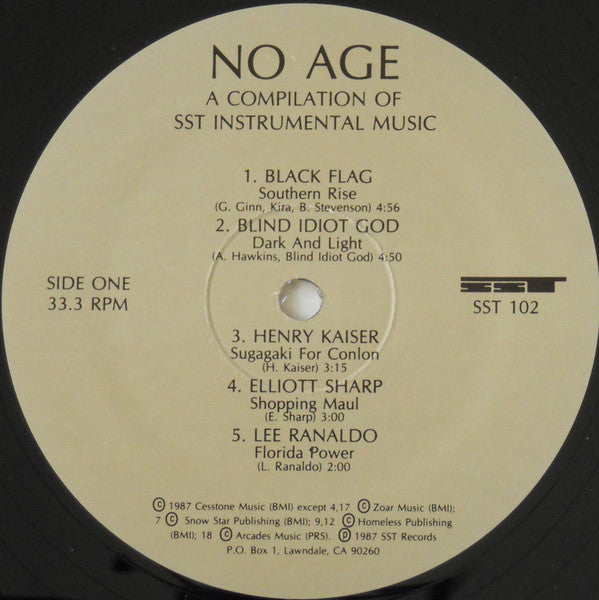 NO AGE
A COMPILATION OF
SST INSTRUMENTAL MUSIC
1. BLACK FLAG
Southern Rise
(G. Ginn, Kira, B. Stevenson) 4:56
2. BLIND IDIOT GOD
Dark And Light
(A. Hawkins, Blind Idiot God) 4:50
SIDE ONE
33.3 RPM
SST
SST 102
3. HENRY KAISER
Sugagaki For Conlon
(H. Kaiser) 3:15
4. ELLIOTT SHARP
Shopping Maul
(E. Sharp) 3:00
5. LEE RANALDO
Florida Power
(L. Ranaldo) 2:00
© 1987 Cesstone Music (BMI) except 4,17 © Zoar Music (BMI);
7 © Snow Star Publishing (BMI); 9,12 © Homeless Publishing
(BMI); 18 © Arcades Music (PRS). ℗ 1987 SST Records
P.O. Box 1, Lawndale, CA 90260